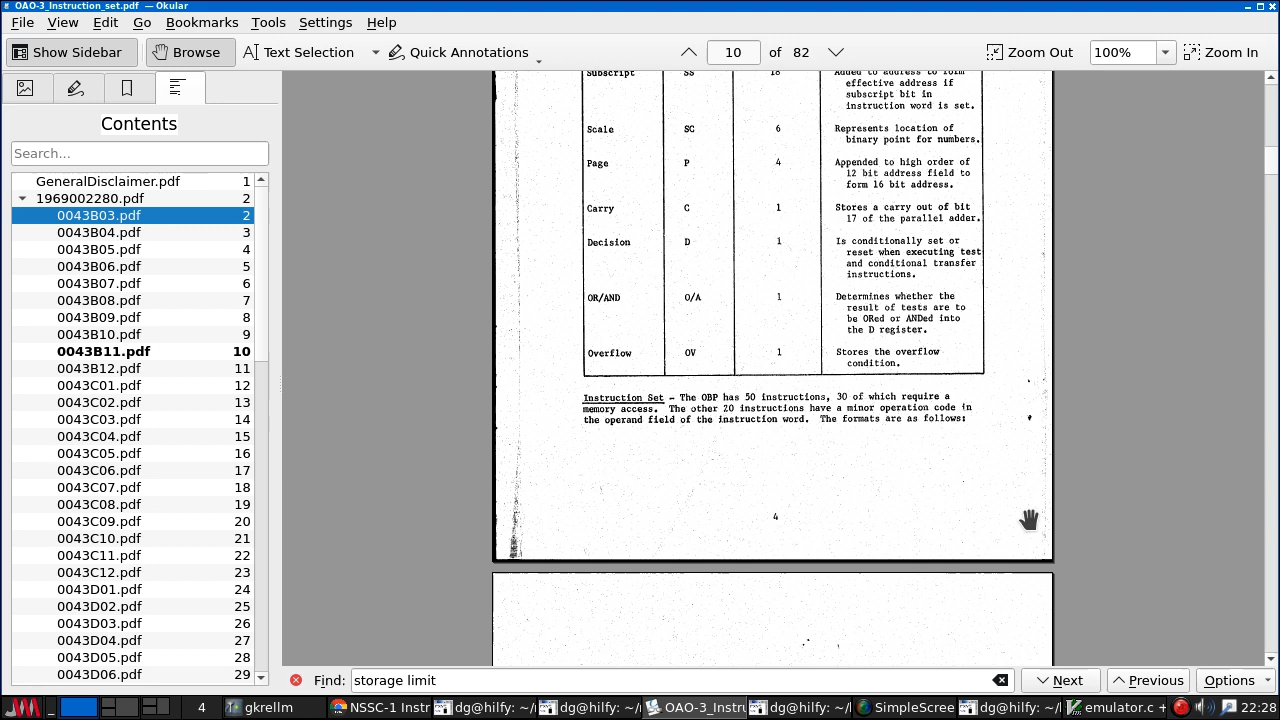 OAO-3_Instruction_set.pdf — Okular
File View Edit Go Bookmarks Tools Settings Help
Show Sidebar Browse Text Selection Quick Annotations 10 of 82 Zoom Out 100% Zoom In
Contents
Search...
GeneralDisclaimer.pdf 1
1969002280.pdf 2
0043B03.pdf 2
0043B04.pdf 3
0043B05.pdf 4
0043B06.pdf 5
0043B07.pdf 6
0043B08.pdf 7
0043B09.pdf 8
0043B10.pdf 9
0043B11.pdf 10
0043B12.pdf 11
0043C01.pdf 12
0043C02.pdf 13
0043C03.pdf 14
0043C04.pdf 15
0043C05.pdf 16
0043C06.pdf 17
0043C07.pdf 18
0043C08.pdf 19
0043C09.pdf 20
0043C10.pdf 21
0043C11.pdf 22
0043C12.pdf 23
0043D01.pdf 24
0043D02.pdf 25
0043D03.pdf 26
0043D04.pdf 27
0043D05.pdf 28
0043D06.pdf 29
Subscript SS 18 Added to address to form
effective address if
subscript bit in
instruction word is set.
Scale SC 6 Represents location of
binary point for numbers.
Page P 4 Appended to high order of
12 bit address field to
form 16 bit address.
Carry C 1 Stores a carry out of bit
17 of the parallel adder.
Decision D 1 Is conditionally set or
reset when executing test
and conditional transfer
instructions.
OR/AND O/A 1 Determines whether the
result of tests are to
be ORed or ANDed into
the D register.
Overflow OV 1 Stores the overflow
condition.
Instruction Set - The OBP has 50 instructions, 30 of which require a
memory access. The other 20 instructions have a minor operation code in
the operand field of the instruction word. The formats are as follows:
4
Find: storage limit Next Previous Options
4 gkrellm NSSC-1 Instr dg@hilfy: ~/ dg@hilfy: ~/ OAO-3_Instru dg@hilfy: ~/ SimpleScree dg@hilfy: ~/ emulator.c + 22:28